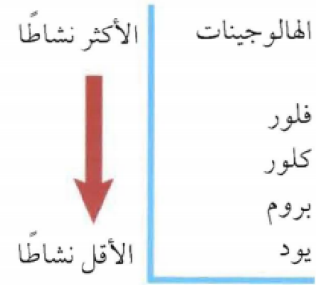 الهالوجينات
الأكثر نشاطًا
فلور
كلور
بروم
يود
الأقل نشاطًا